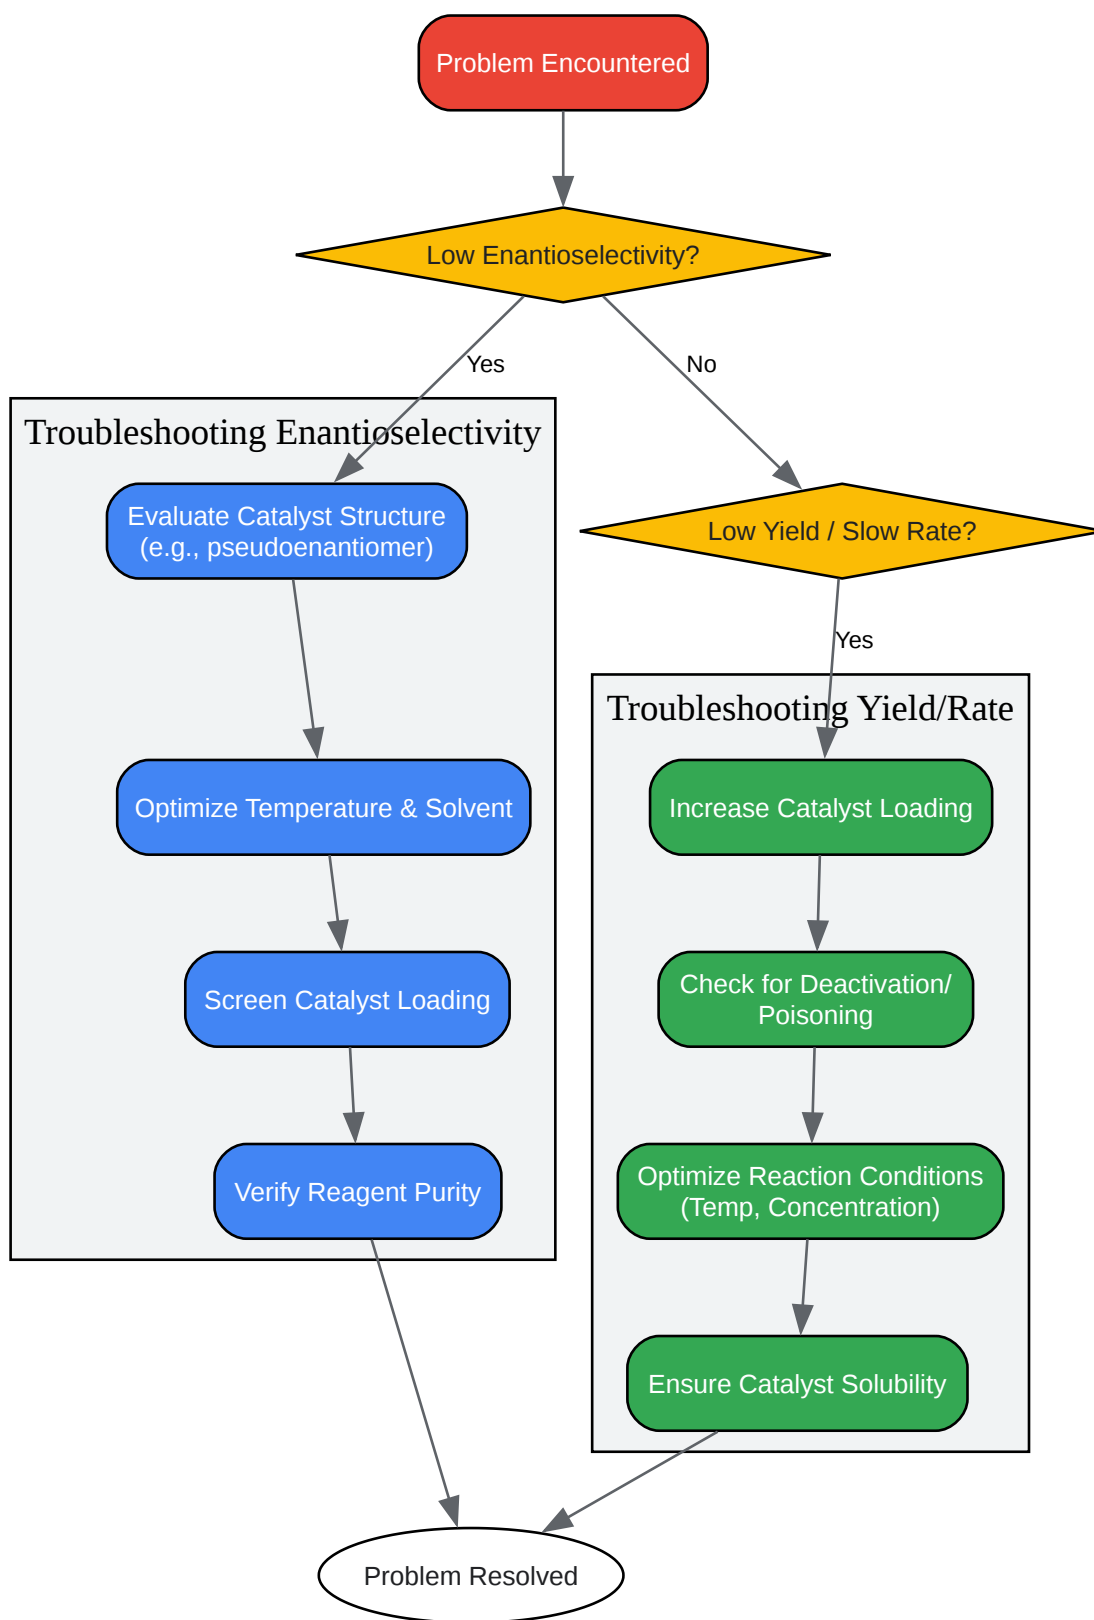 Problem Encountered
Low Enantioselectivity?
Yes
No
Troubleshooting Enantioselectivity
Evaluate Catalyst Structure
(e.g., pseudoenantiomer)
Optimize Temperature & Solvent
Screen Catalyst Loading
Verify Reagent Purity
Low Yield / Slow Rate?
Yes
Troubleshooting Yield/Rate
Increase Catalyst Loading
Check for Deactivation/
Poisoning
Optimize Reaction Conditions
(Temp, Concentration)
Ensure Catalyst Solubility
Problem Resolved